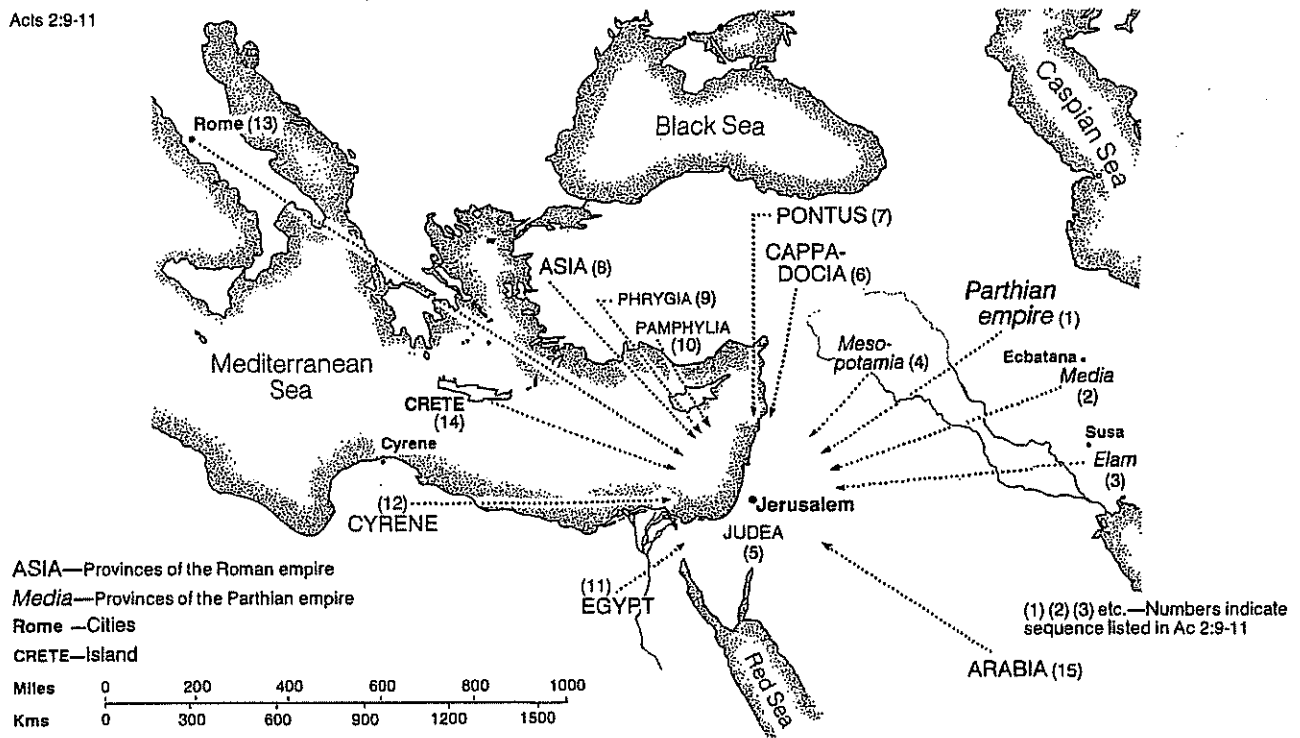 Acts 2:9-11
Rome (13)
Black Sea
Caspian Sea
PONTUS (7)
CAPPA-
DOCIA (6)
ASIA (8)
PHRYGIA (9)
PAMPHYLIA
(10)
Parthian
empire (1)
Meso-
potamia (4)
Ecbatana
Media
(2)
Mediterranean
Sea
CRETE
(14)
Cyrene
Susa
Elam
(3)
(12)
CYRENE
Jerusalem
JUDEA
(5)
(11)
EGYPT
Red Sea
ARABIA (15)
ASIA—Provinces of the Roman empire
Media—Provinces of the Parthian empire
Rome —Cities
CRETE—Island
(1) (2) (3) etc.—Numbers indicate
sequence listed in Ac 2:9-11
Miles 0 200 400 600 800 1000
Kms 0 300 600 900 1200 1500